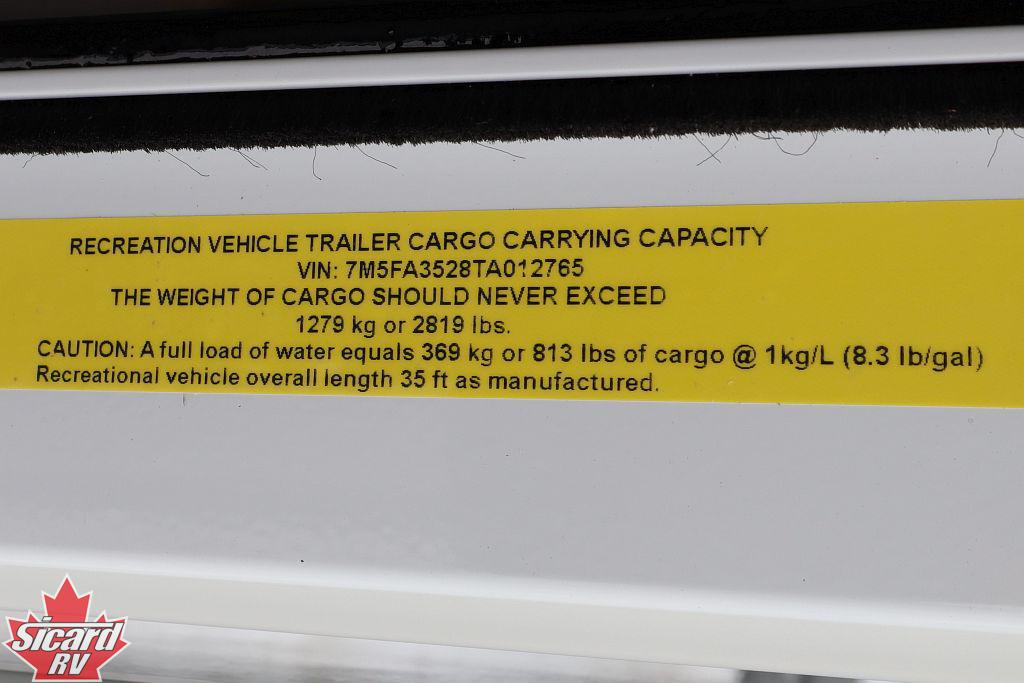 RECREATION VEHICLE TRAILER CARGO CARRYING CAPACITY
VIN: 7M5FA3528TA012765
THE WEIGHT OF CARGO SHOULD NEVER EXCEED
1279 kg or 2819 lbs.
CAUTION: A full load of water equals 369 kg or 813 lbs of cargo @ 1kg/L (8.3 lb/gal)
Recreational vehicle overall length 35 ft as manufactured.
Sicard
RV